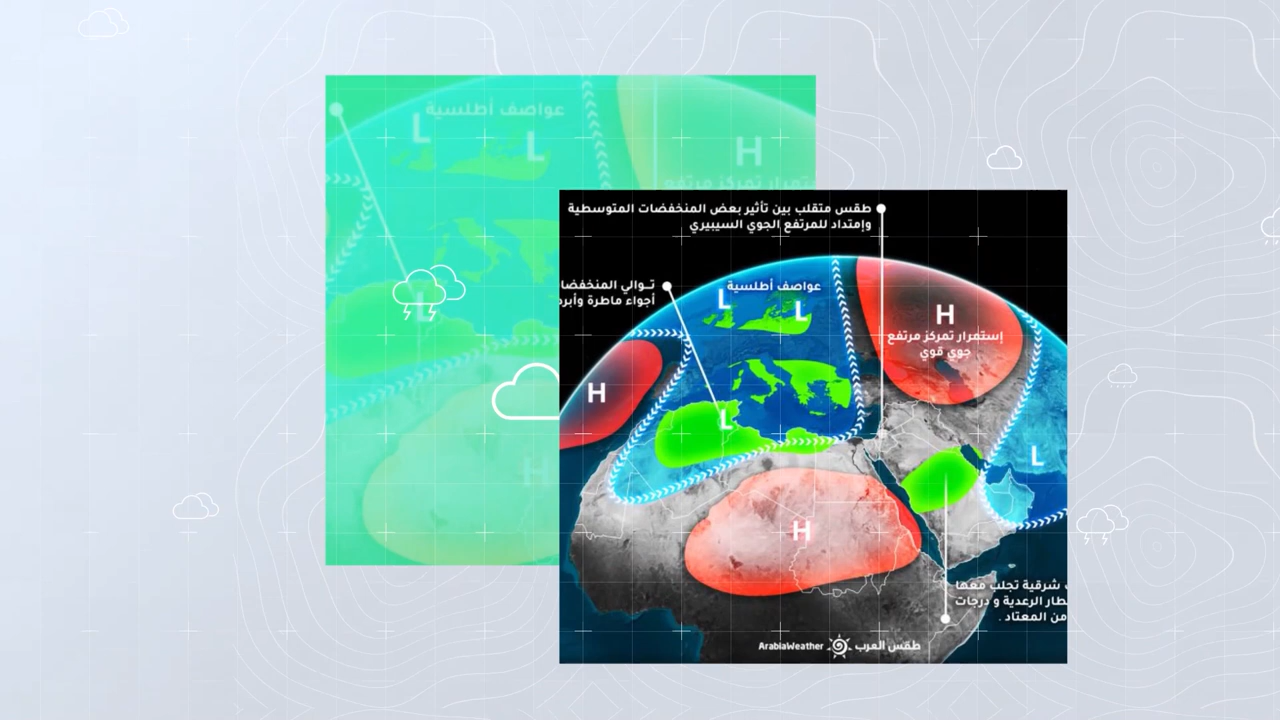 عواصف أطلسية
L
L
H
L
H
طقس متقلب بين تأثير بعض المنخفضات المتوسطية
وإمتداد للمرتفع الجوي السيبيري
تـوالي
أجواء ماطرة
عواصف أطلسية
L
L
H
إستمرار تمركز مرتفع
جوي قوي
H
L
L
H
شرقية تجلب معها
الرعدية و درجات
من المعتاد .
ArabiaWeather طقس العرب